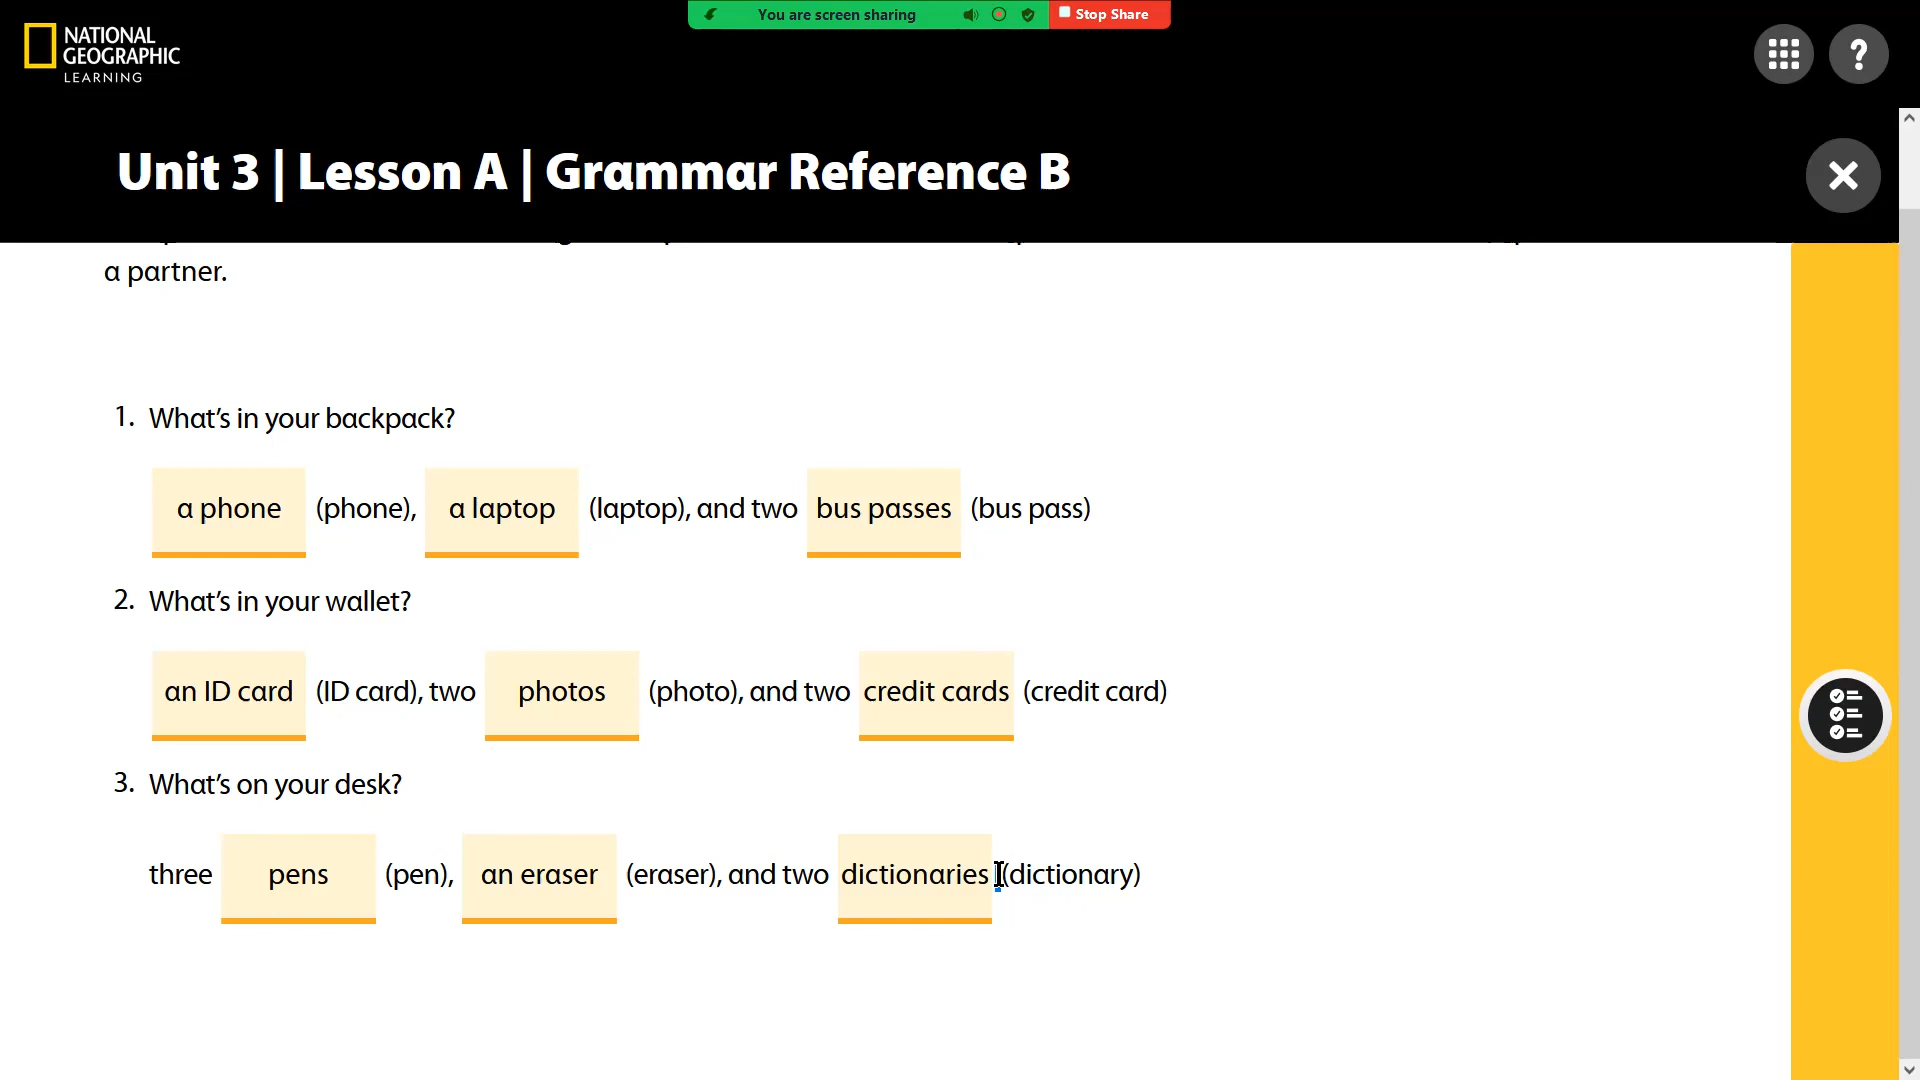 You are screen sharing
Stop Share
NATIONAL
GEOGRAPHIC
LEARNING
?
Unit 3 | Lesson A | Grammar Reference B
a partner.
1. What's in your backpack?
a phone (phone), a laptop (laptop), and two bus passes (bus pass)
2. What's in your wallet?
an ID card (ID card), two photos (photo), and two credit cards (credit card)
3. What's on your desk?
three pens (pen), an eraser (eraser), and two dictionaries (dictionary)